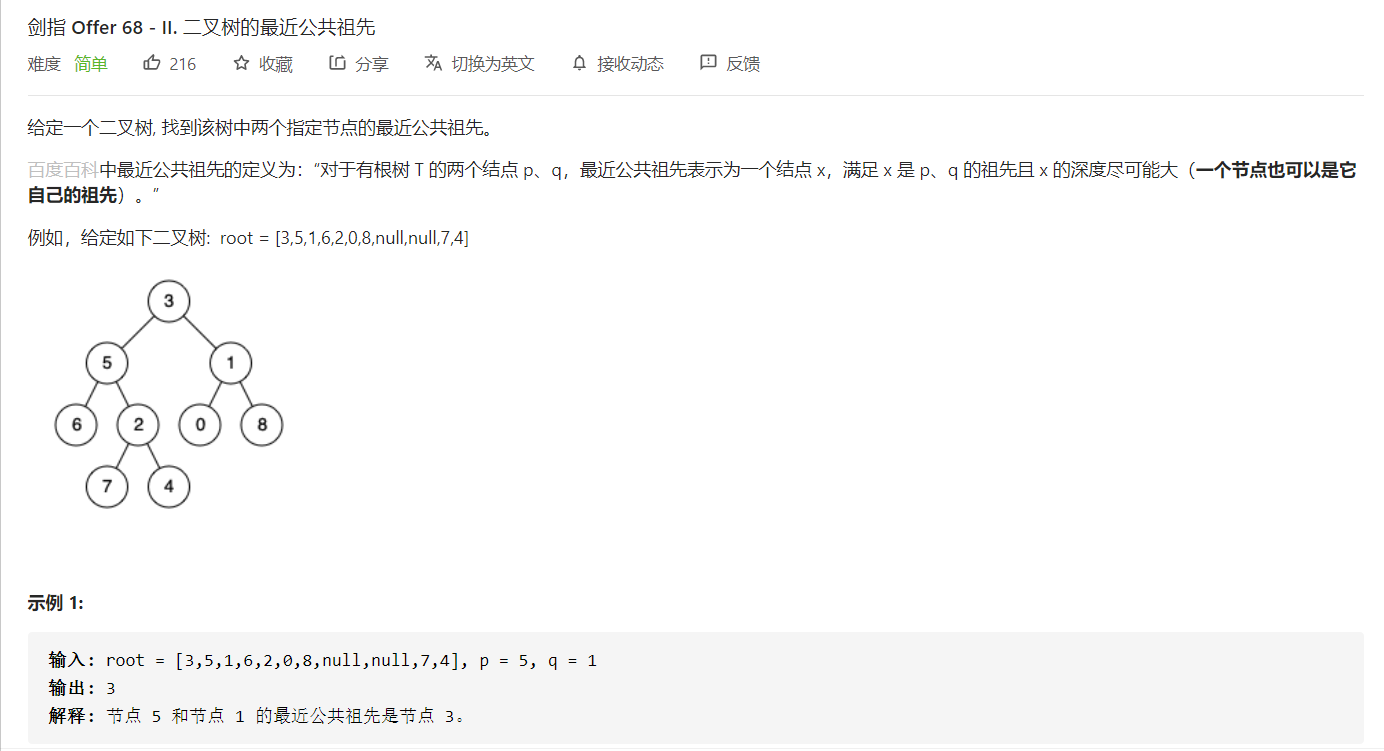 剑指 Offer 68 - II. 二叉树的最近公共祖先
难度 简单 216 收藏 分享 切换为英文 接收动态 反馈
给定一个二叉树, 找到该树中两个指定节点的最近公共祖先。
百度百科中最近公共祖先的定义为：“对于有根树 T 的两个结点 p、q，最近公共祖先表示为一个结点 x，满足 x 是 p、q 的祖先且 x 的深度尽可能大（一个节点也可以是它
自己的祖先）。”
例如，给定如下二叉树: root = [3,5,1,6,2,0,8,null,null,7,4]
3
5 1
6 2 0 8
7 4
示例 1:
输入: root = [3,5,1,6,2,0,8,null,null,7,4], p = 5, q = 1
输出: 3
解释: 节点 5 和节点 1 的最近公共祖先是节点 3。